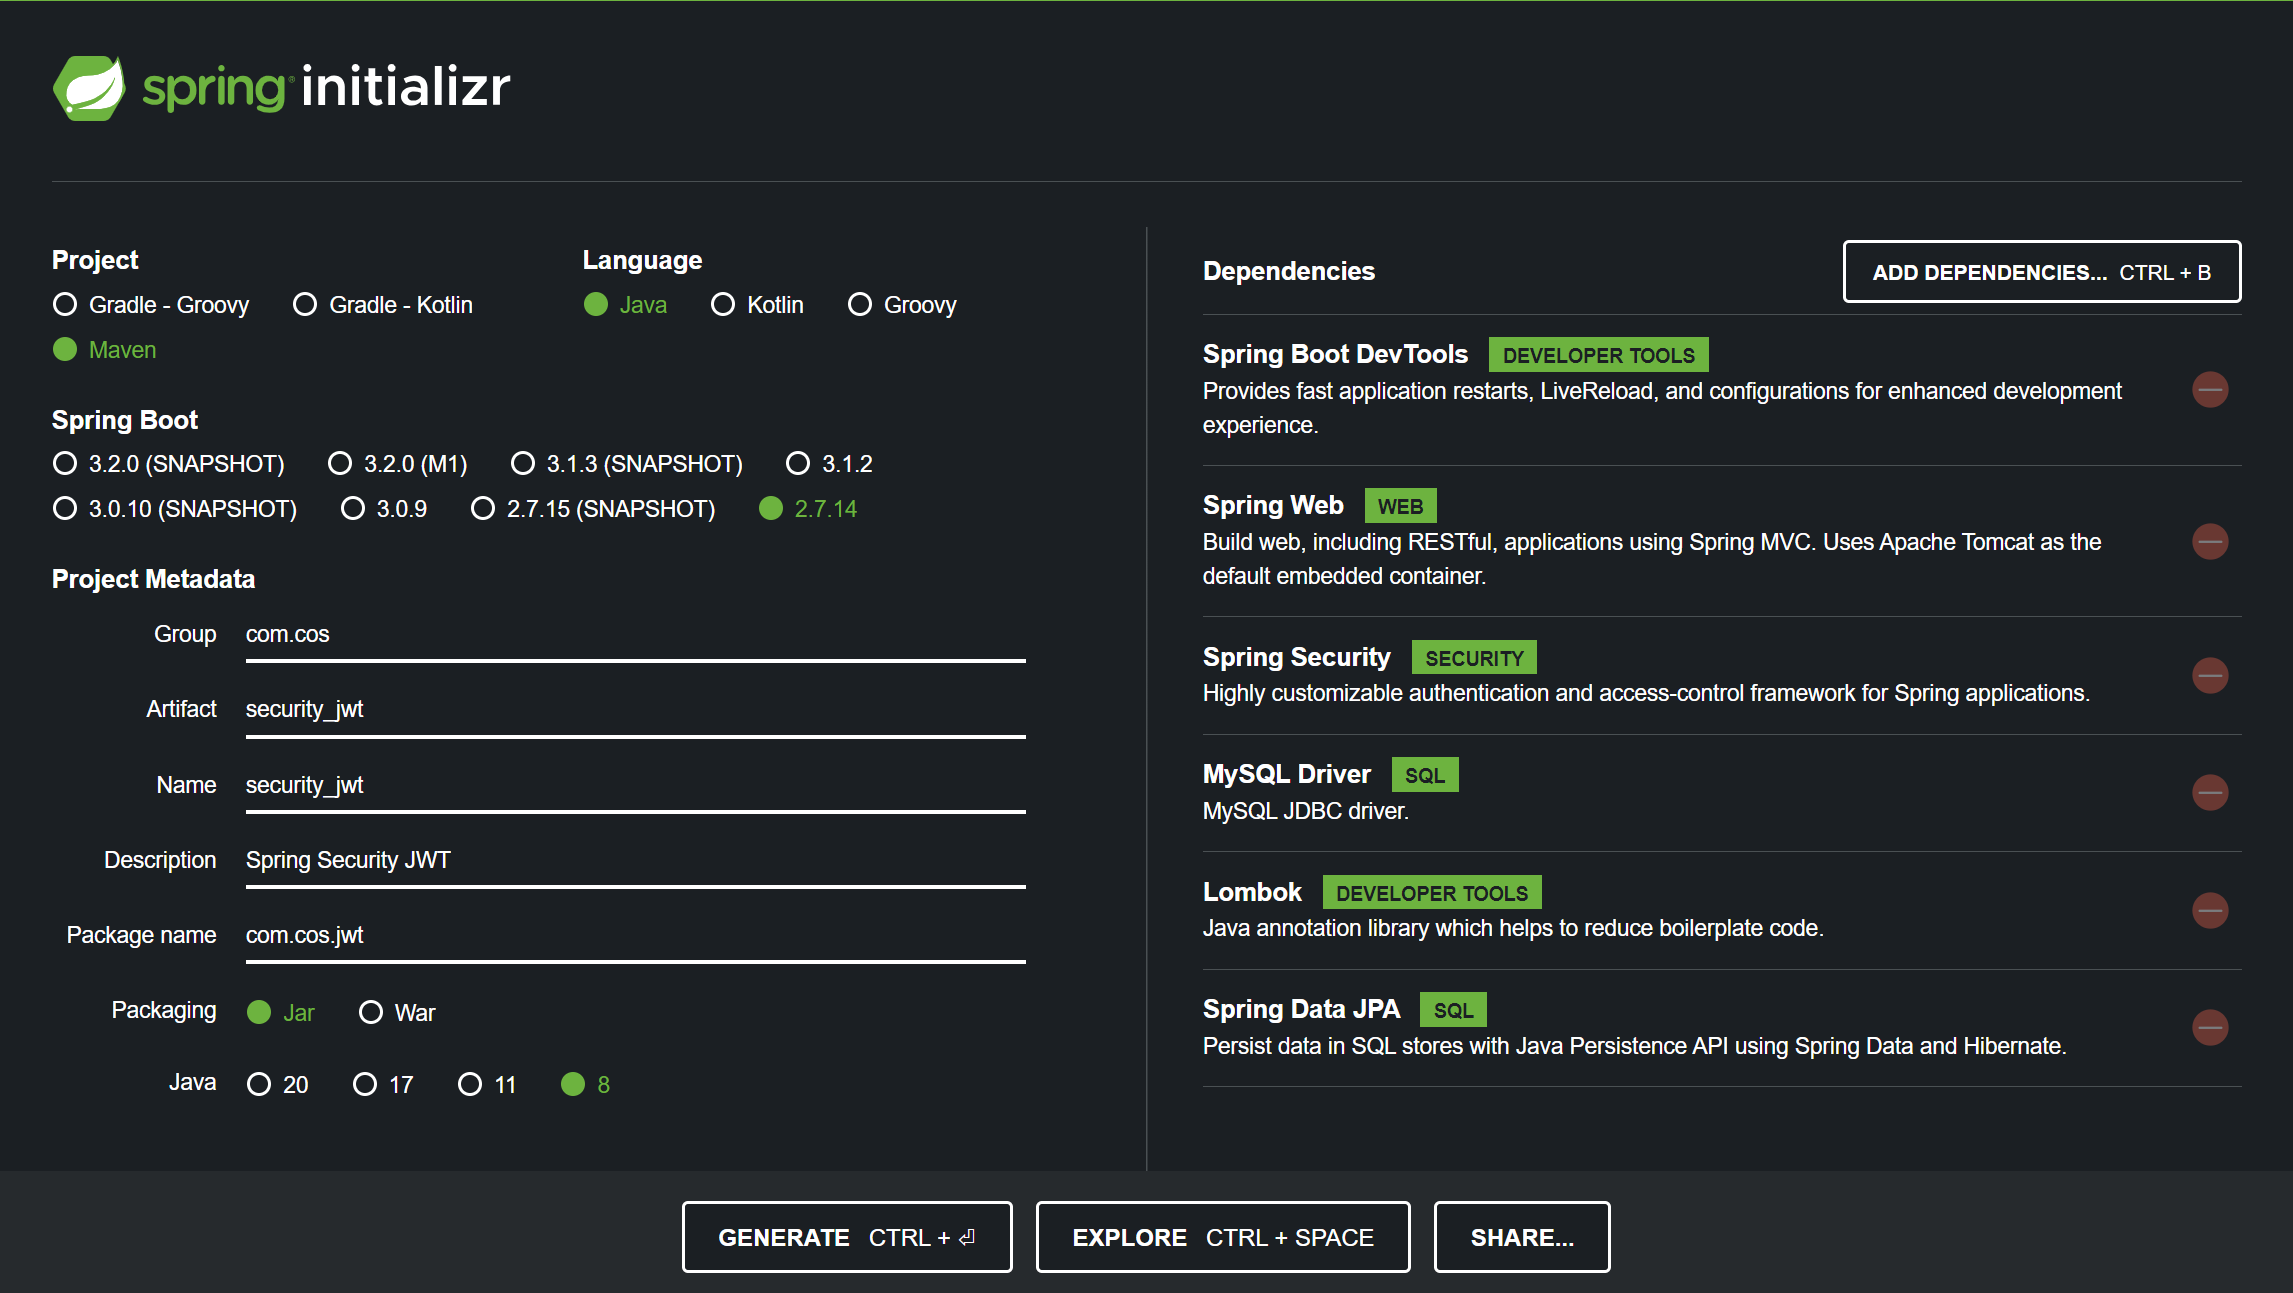 spring initializr
Project
Gradle - Groovy Gradle - Kotlin
Maven
Language
Java Kotlin Groovy
Spring Boot
3.2.0 (SNAPSHOT) 3.2.0 (M1) 3.1.3 (SNAPSHOT) 3.1.2
3.0.10 (SNAPSHOT) 3.0.9 2.7.15 (SNAPSHOT) 2.7.14
Project Metadata
Group com.cos
Artifact security_jwt
Name security_jwt
Description Spring Security JWT
Package name com.cos.jwt
Packaging Jar War
Java 20 17 11 8
Dependencies
ADD DEPENDENCIES... CTRL + B
Spring Boot DevTools DEVELOPER TOOLS
Provides fast application restarts, LiveReload, and configurations for enhanced development
experience.
Spring Web WEB
Build web, including RESTful, applications using Spring MVC. Uses Apache Tomcat as the
default embedded container.
Spring Security SECURITY
Highly customizable authentication and access-control framework for Spring applications.
MySQL Driver SQL
MySQL JDBC driver.
Lombok DEVELOPER TOOLS
Java annotation library which helps to reduce boilerplate code.
Spring Data JPA SQL
Persist data in SQL stores with Java Persistence API using Spring Data and Hibernate.
GENERATE CTRL + ⏎
EXPLORE CTRL + SPACE
SHARE...